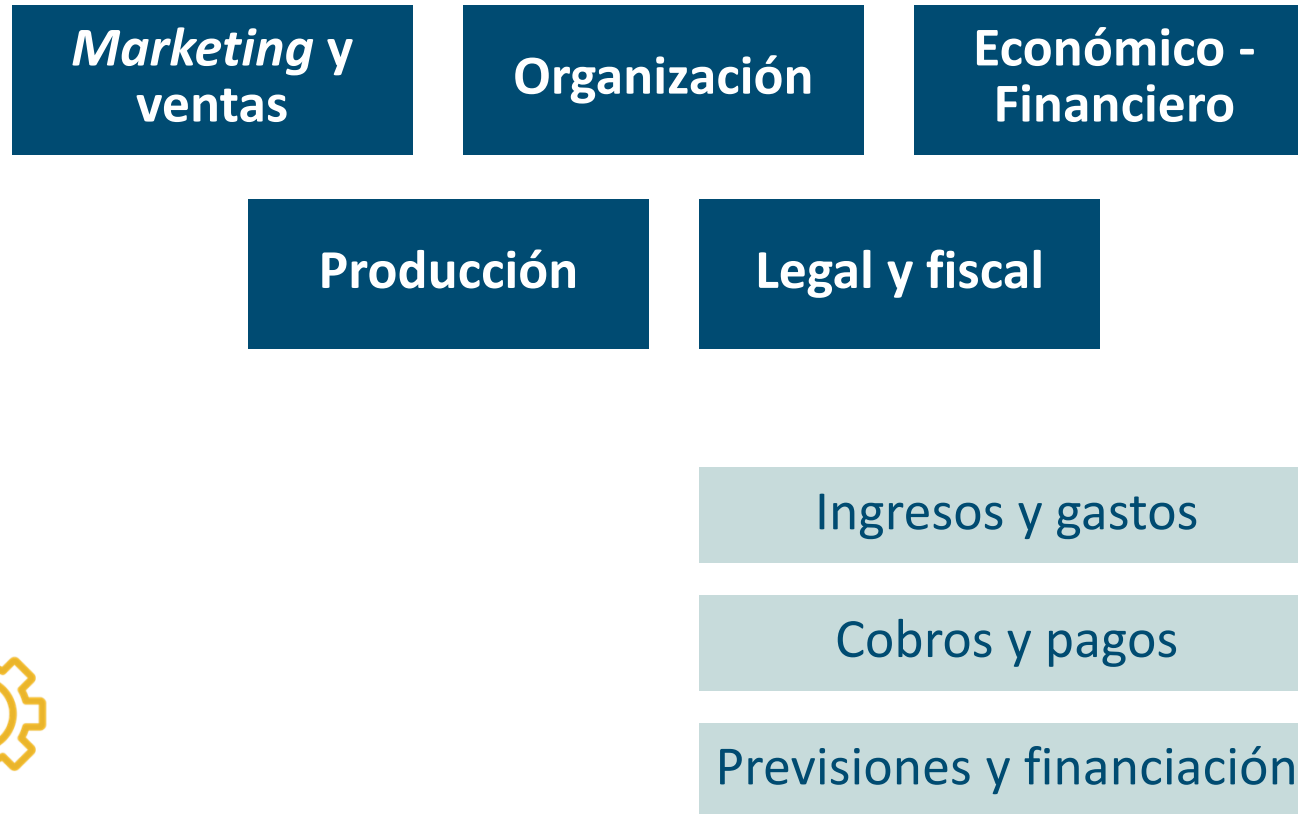 Marketing y
ventas
Organización
Económico -
Financiero
Producción
Legal y fiscal
Ingresos y gastos
Cobros y pagos
Previsiones y financiación